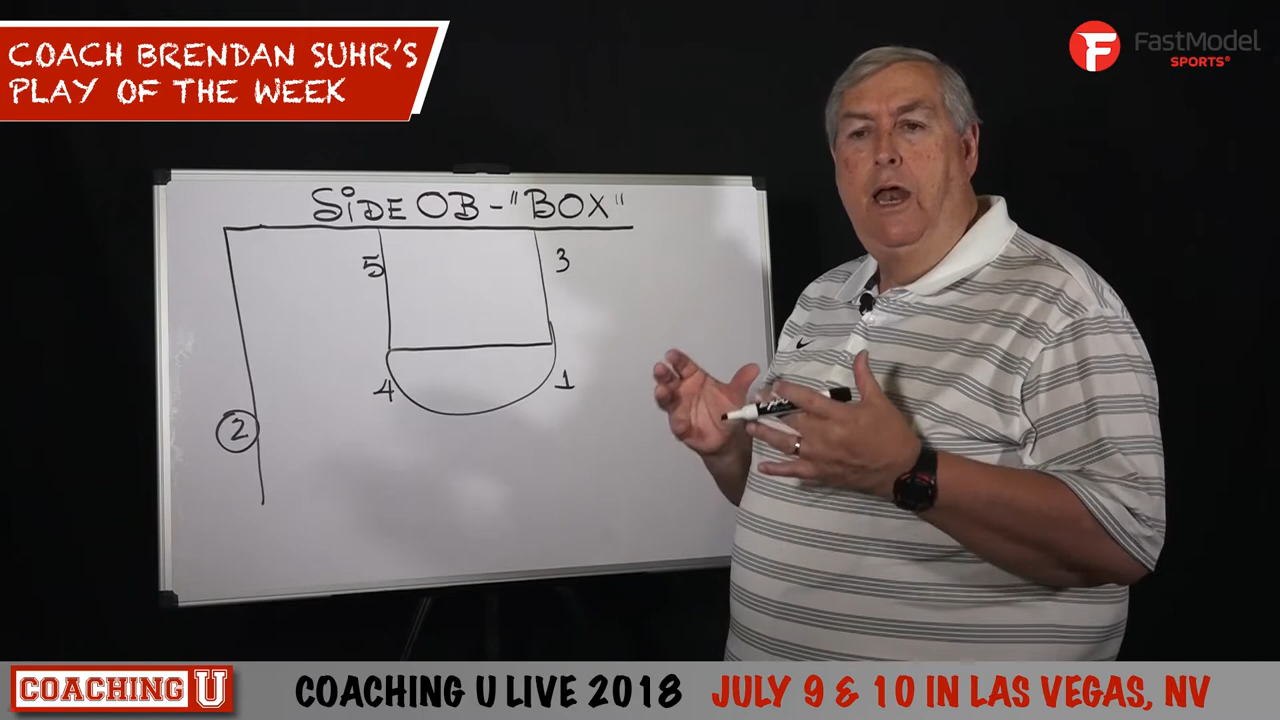 COACH BRENDAN SUHR'S
PLAY OF THE WEEK
FastModel
SPORTS®
SiDE OB - "BOX"
5
3
4
1
2
COACHING U
COACHING U LIVE 2018 JULY 9 & 10 IN LAS VEGAS, NV